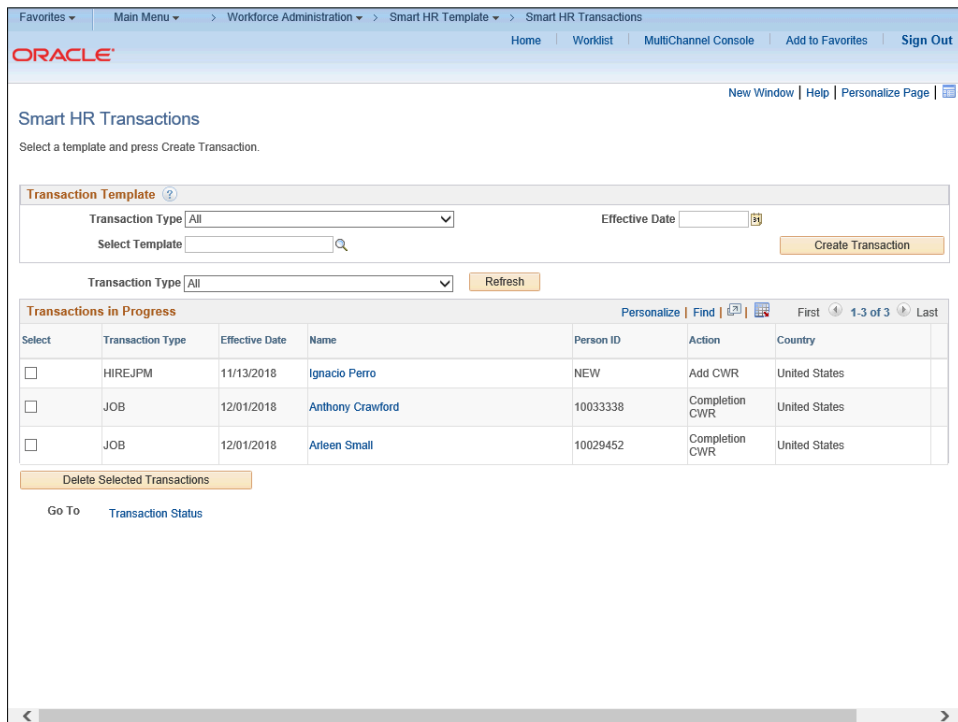 Favorites Main Menu > Workforce Administration > Smart HR Template > Smart HR Transactions
Home Worklist MultiChannel Console Add to Favorites Sign Out
ORACLE
New Window | Help | Personalize Page |
Smart HR Transactions
Select a template and press Create Transaction.
Transaction Template ?
Transaction Type All Effective Date 31
Select Template Create Transaction
Transaction Type All Refresh
Transactions in Progress Personalize | Find | | First 1-3 of 3 Last
Select Transaction Type Effective Date Name Person ID Action Country
HIREJPM 11/13/2018 Ignacio Perro NEW Add CWR United States
JOB 12/01/2018 Anthony Crawford 10033338 Completion CWR United States
JOB 12/01/2018 Arleen Small 10029452 Completion CWR United States
Delete Selected Transactions
Go To Transaction Status